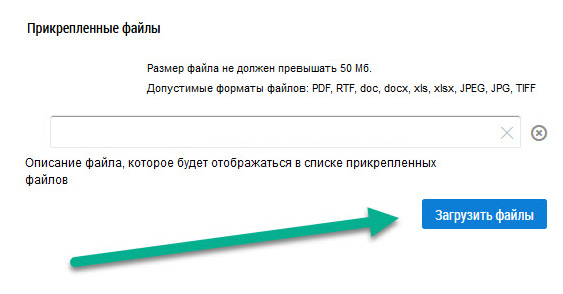 Прикрепленные файлы
Размер файла не должен превышать 50 Мб.
Допустимые форматы файлов: PDF, RTF, doc, docx, xls, xlsx, JPEG, JPG, TIFF
Описание файла, которое будет отображаться в списке прикрепленных
файлов
Загрузить файлы